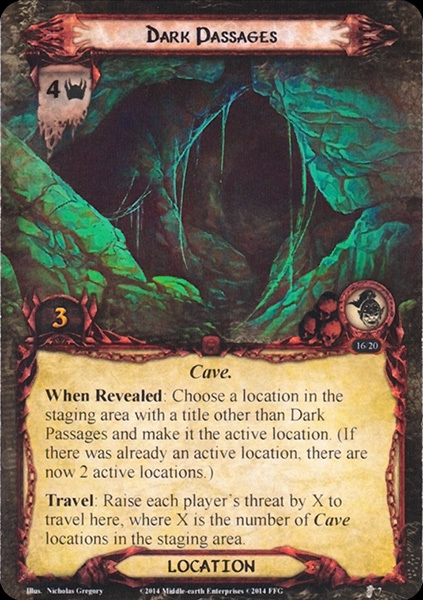 Dark Passages
4
3
16-20
Cave.
When Revealed: Choose a location in the
staging area with a title other than Dark
Passages and make it the active location. (If
there was already an active location, there are
now 2 active locations.)
Travel: Raise each player's threat by X to
travel here, where X is the number of Cave
locations in the staging area.
LOCATION
Illus. Nicholas Gregory
©2014 Middle-earth Enterprises ©2014 FFG
7